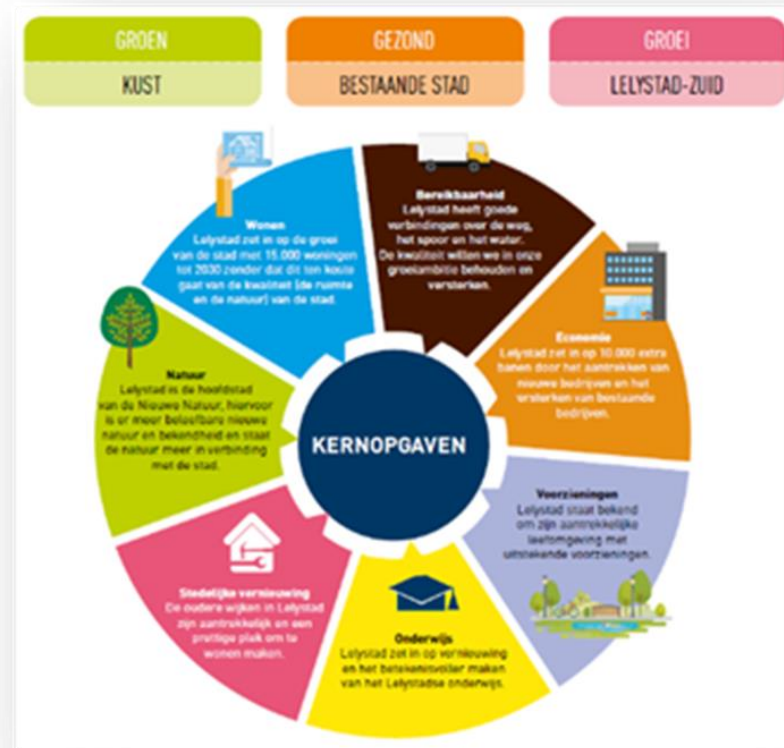 GROEN
KUST
GEZOND
BESTAANDE STAD
GROEI
LELYSTAD-ZUID
Wonen
Lelystad zet in op de groei
van de stad met 15.000 woningen
tot 2030 zonder dat dit ten koste
gaat van de kwaliteit (de ruimte
en de natuur) van de stad.
Bereikbaarheid
Lelystad heeft goede
verbindingen over de weg,
het spoor en het water.
De kwaliteit willen we in onze
groeiambitie behouden en
versterken.
Economie
Lelystad zet in op 10.000 extra
banen door het aantrekken van
nieuwe bedrijven en het
versterken van bestaande
bedrijven.
Voorzieningen
Lelystad staat bekend
om zijn aantrekkelijke
leefomgeving met
uitstekende voorzieningen.
Onderwijs
Lelystad zet in op vernieuwing
en het betekenisvoller maken
van het Lelystadse onderwijs.
Stedelijke vernieuwing
De oudere wijken in Lelystad
zijn aantrekkelijk en een
prettige plek om te
wonen maken.
Natuur
Lelystad is de hoofdstad
van de Nieuwe Natuur, hiervoor
is er meer beleefbare nieuwe
natuur en bekendheid en staat
de natuur meer in verbinding
met de stad.
KERNOPGAVEN